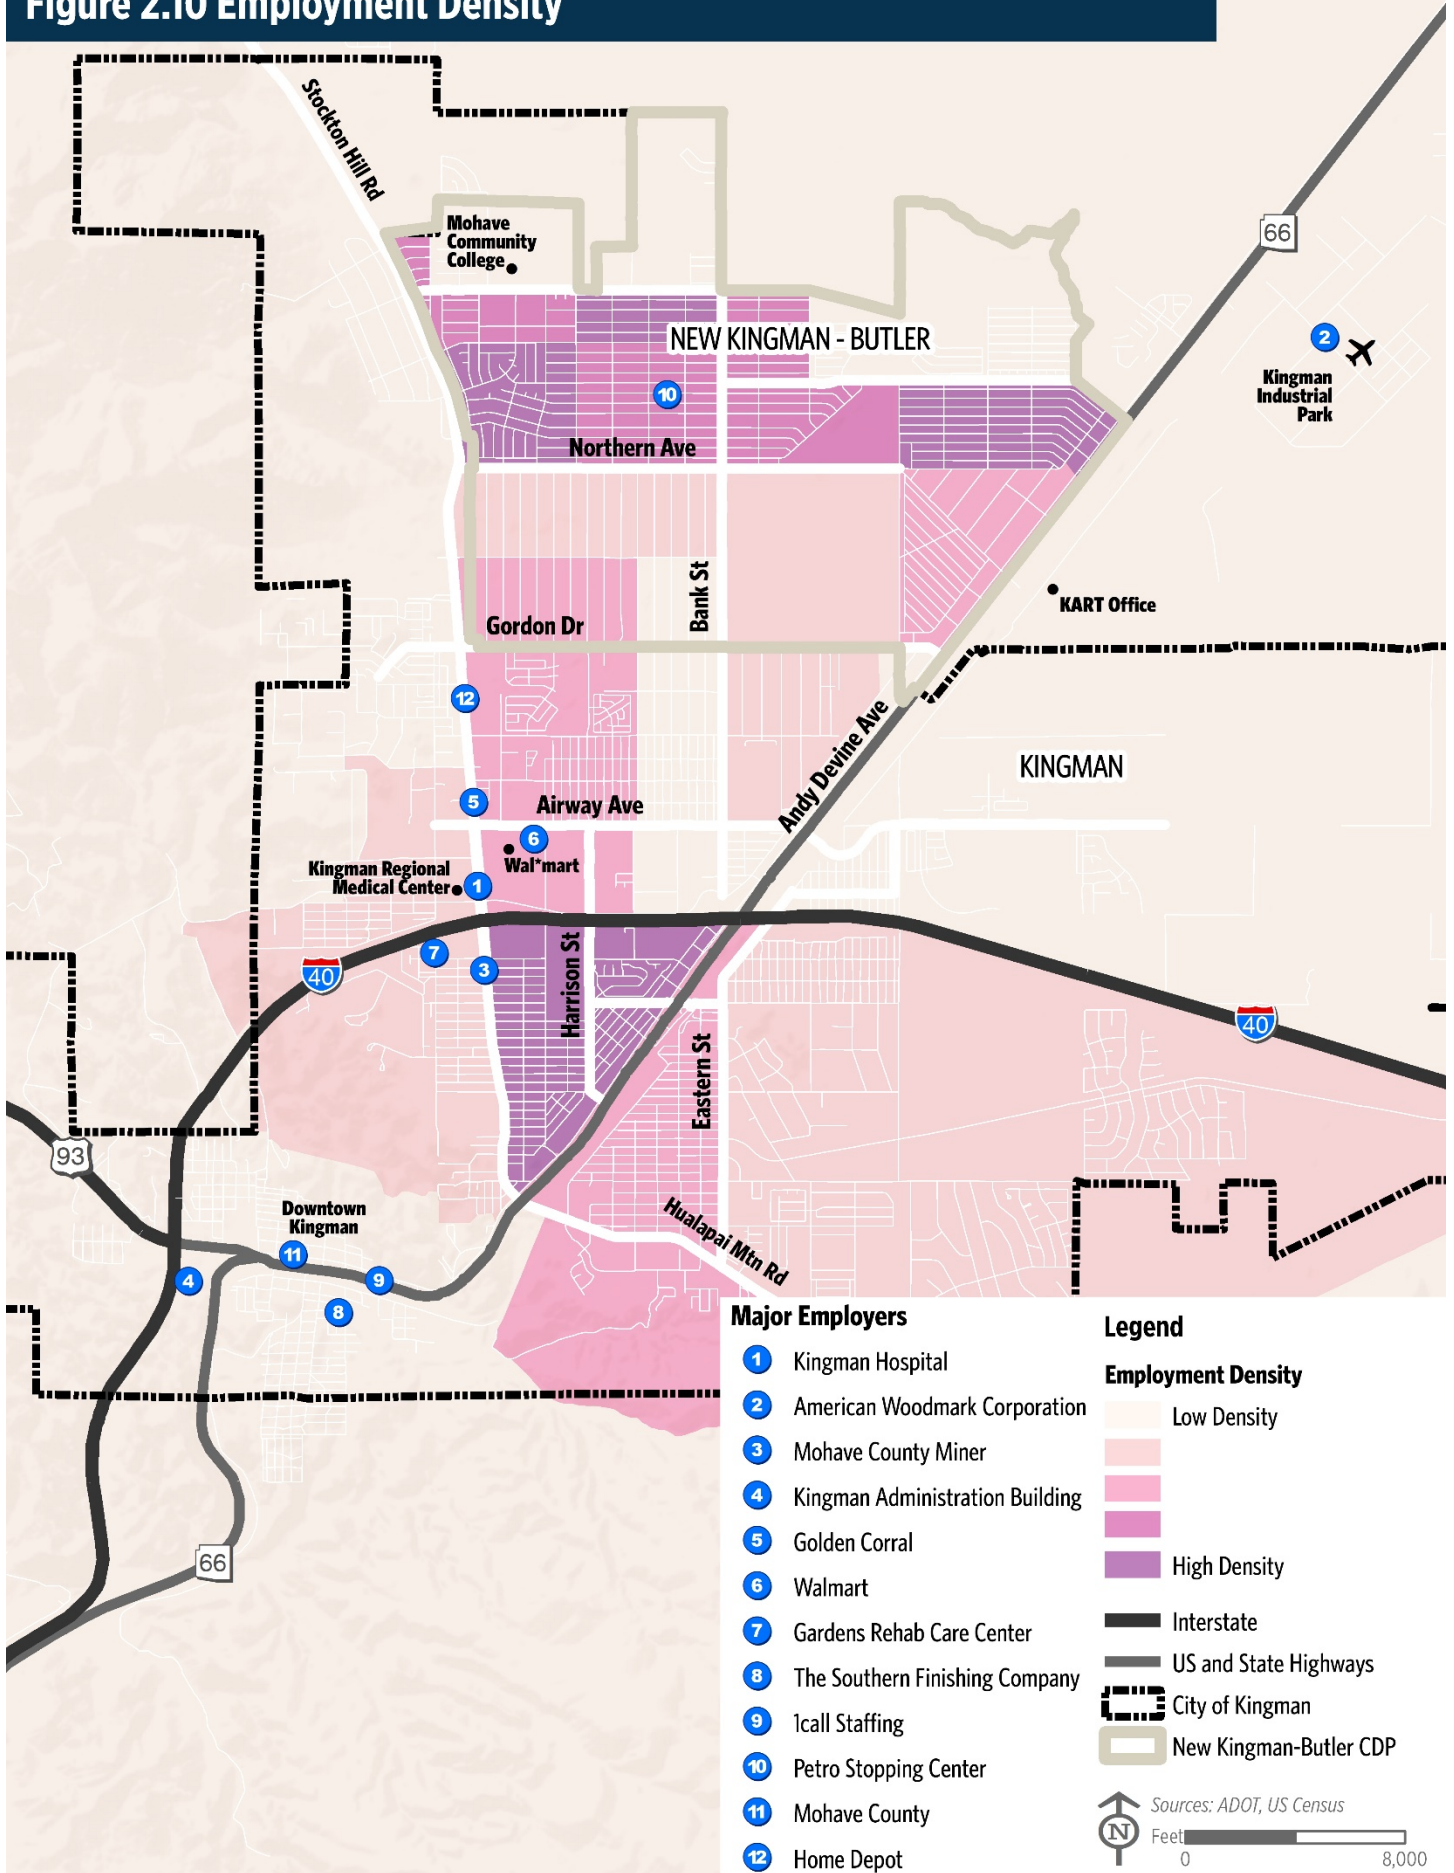 Figure 2.10 Employment Density
Stockton Hill Rd
Mohave
Community
College
66
NEW KINGMAN - BUTLER
2
Kingman
Industrial
Park
10
Northern Ave
Bank St
KART Office
Gordon Dr
12
Andy Devine Ave
KINGMAN
5
Airway Ave
6
Wal*mart
Kingman Regional
Medical Center
1
7
3
40
Harrison St
40
Eastern St
93
Downtown
Kingman
11
4
9
8
Hualapai Mtn Rd
66
Major Employers
1 Kingman Hospital
2 American Woodmark Corporation
3 Mohave County Miner
4 Kingman Administration Building
5 Golden Corral
6 Walmart
7 Gardens Rehab Care Center
8 The Southern Finishing Company
9 1call Staffing
10 Petro Stopping Center
11 Mohave County
12 Home Depot
Legend
Employment Density
Low Density
High Density
Interstate
US and State Highways
City of Kingman
New Kingman-Butler CDP
N
Sources: ADOT, US Census
Feet
0 8,000